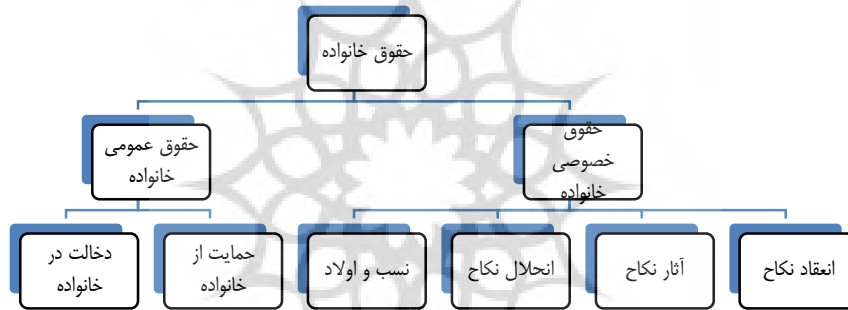 حقوق خانواده
حقوق
خصوصی
خانواده
حقوق عمومی
خانواده
انعقاد نکاح
آثار نکاح
انحلال نکاح
نسب و اولاد
حمایت از
خانواده
دخالت در
خانواده